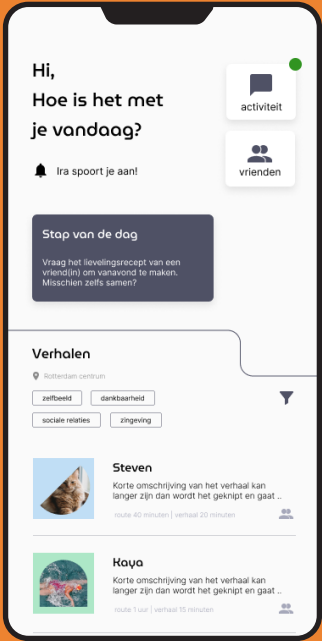 Hi,
Hoe is het met
je vandaag?
activiteit
vrienden
Ira spoort je aan!
Stap van de dag
Vraag het lievelingsrecept van een
vriend(in) om vanavond te maken.
Misschien zelfs samen?
Verhalen
Rotterdam centrum
zelfbeeld
dankbaarheid
sociale relaties
zingeving
Steven
Korte omschrijving van het verhaal kan
langer zijn dan wordt het geknipt en gaat ..
route 40 minuten | verhaal 20 minuten
Kaya
Korte omschrijving van het verhaal kan
langer zijn dan wordt het geknipt en gaat ..
route 1 uur | verhaal 15 minuten